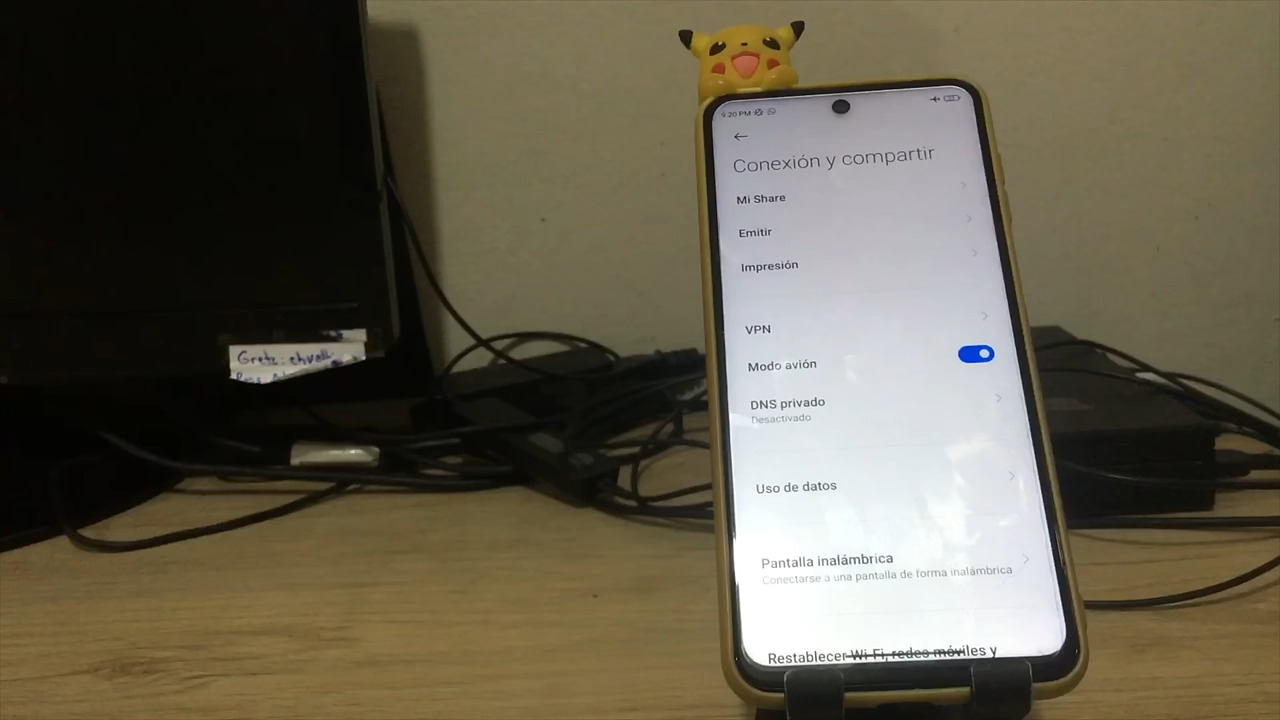 9:20 PM
Conexión y compartir
Mi Share
Emitir
Impresión
VPN
Modo avión
DNS privado
Desactivado
Uso de datos
Pantalla inalámbrica
Conectarse a una pantalla de forma inalámbrica
Restablecer Wi-Fi, redes móviles y